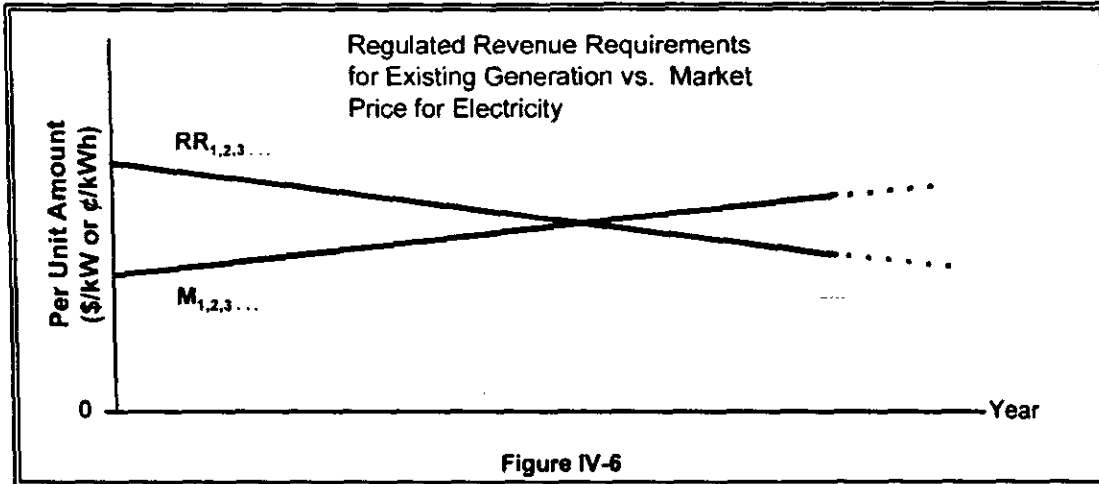 Regulated Revenue Requirements
for Existing Generation vs. Market
Price for Electricity
RR1,2,3...
M1,2,3...
Per Unit Amount
($/kW or ¢/kWh)
0
Year
Figure IV-6